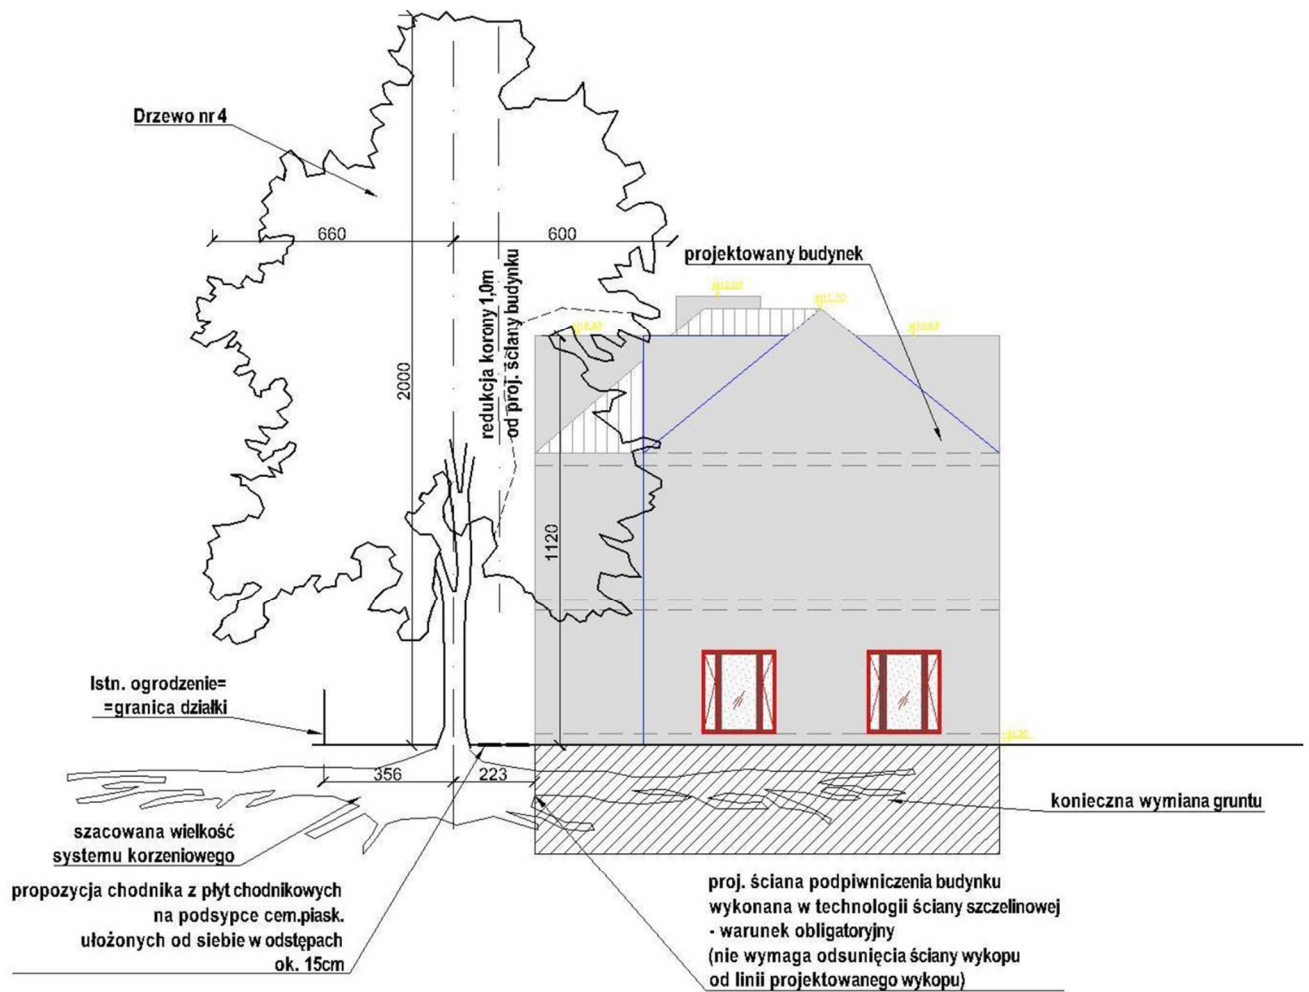 Drzewo nr 4
660
600
projektowany budynek
redukcja korony 1,0m
od proj. ściany budynku
2000
1120
Istn. ogrodzenie=
=granica działki
356
223
konieczna wymiana gruntu
szacowana wielkość
systemu korzeniowego
propozycja chodnika z płyt chodnikowych
na podsypce cem.piask.
ułożonych od siebie w odstępach
ok. 15cm
proj. ściana podpiwniczenia budynku
wykonana w technologii ściany szczelinowej
- warunek obligatoryjny
(nie wymaga odsunięcia ściany wykopu
od linii projektowanego wykopu)